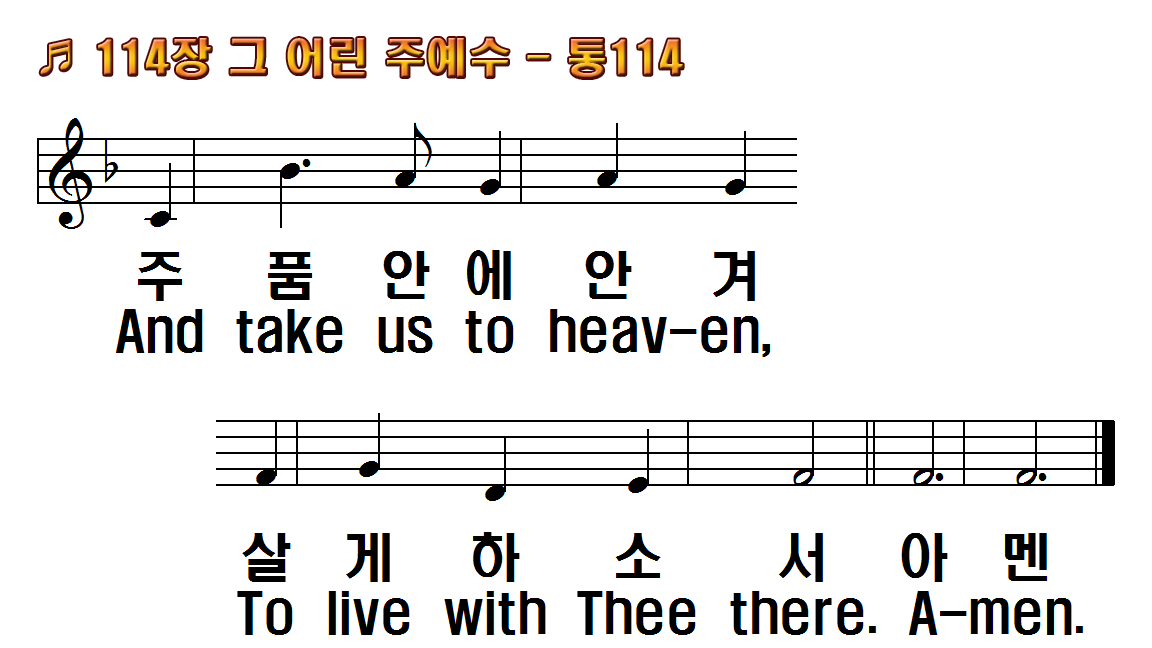 114장 그 어린 주예수 - 통114
주 품 안 에 안 겨
And take us to heav-en,
살 게 하 소 서 아 멘
To live with Thee there. A-men.